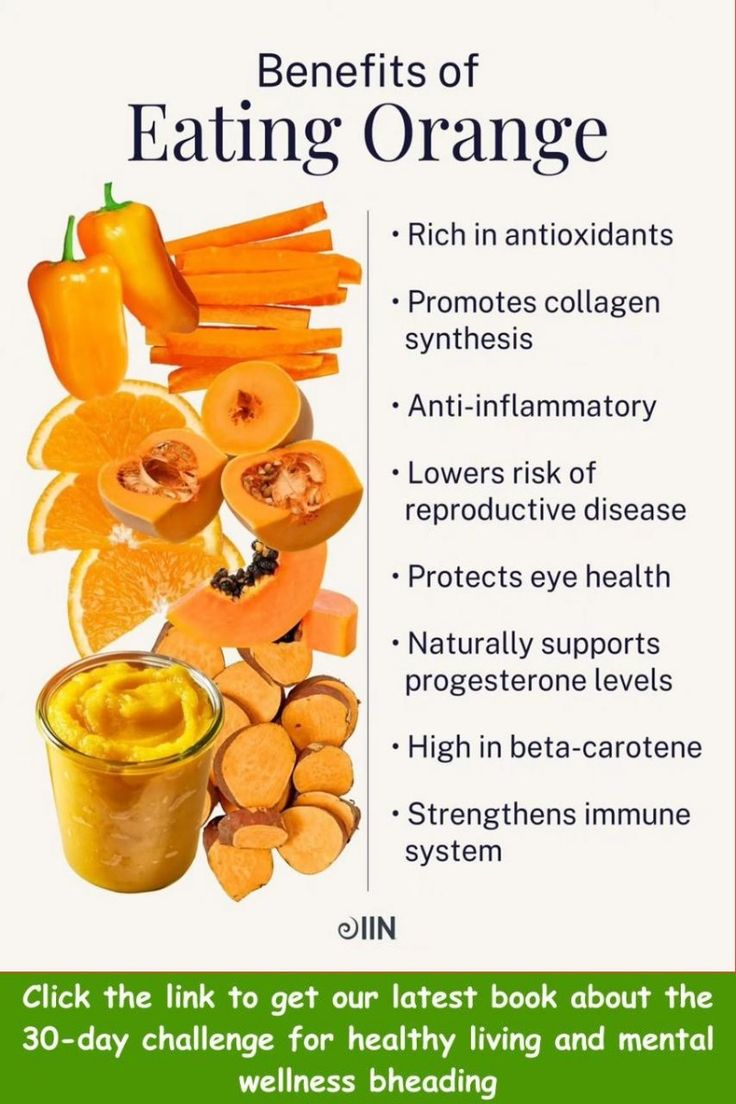 Benefits of
Eating Orange
• Rich in antioxidants
• Promotes collagen
synthesis
• Anti-inflammatory
• Lowers risk of
reproductive disease
• Protects eye health
• Naturally supports
progesterone levels
• High in beta-carotene
• Strengthens immune
system
IIN
Click the link to get our latest book about the
30-day challenge for healthy living and mental
wellness bheading